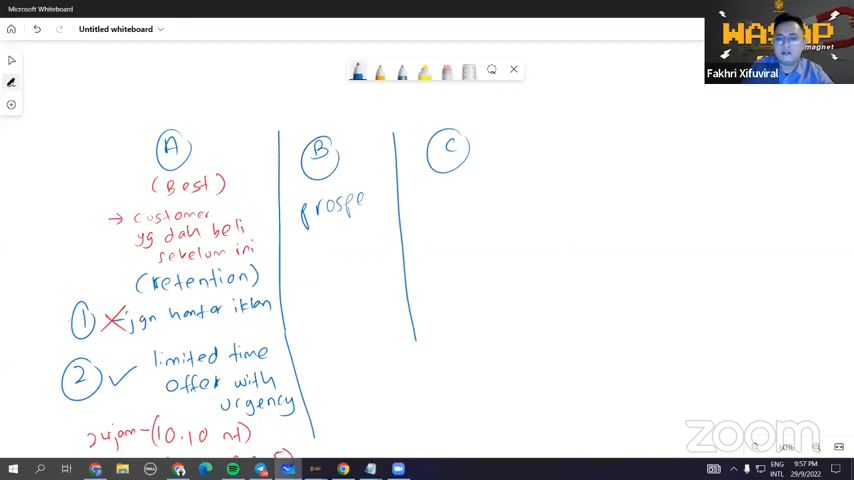 Microsoft Whiteboard
Untitled whiteboard
WASAP
magnet
Fakhri Xifuviral
A
(Best)
→ customer
yg dah beli
sebelum ini
(retention)
1 jgn hantar iklan
2 ✓ limited time
offer with
urgency
24jam - (10.10 nt)
B
prospe
C
zoom
60%
ENG
INTL
9:57 PM
29/9/2022